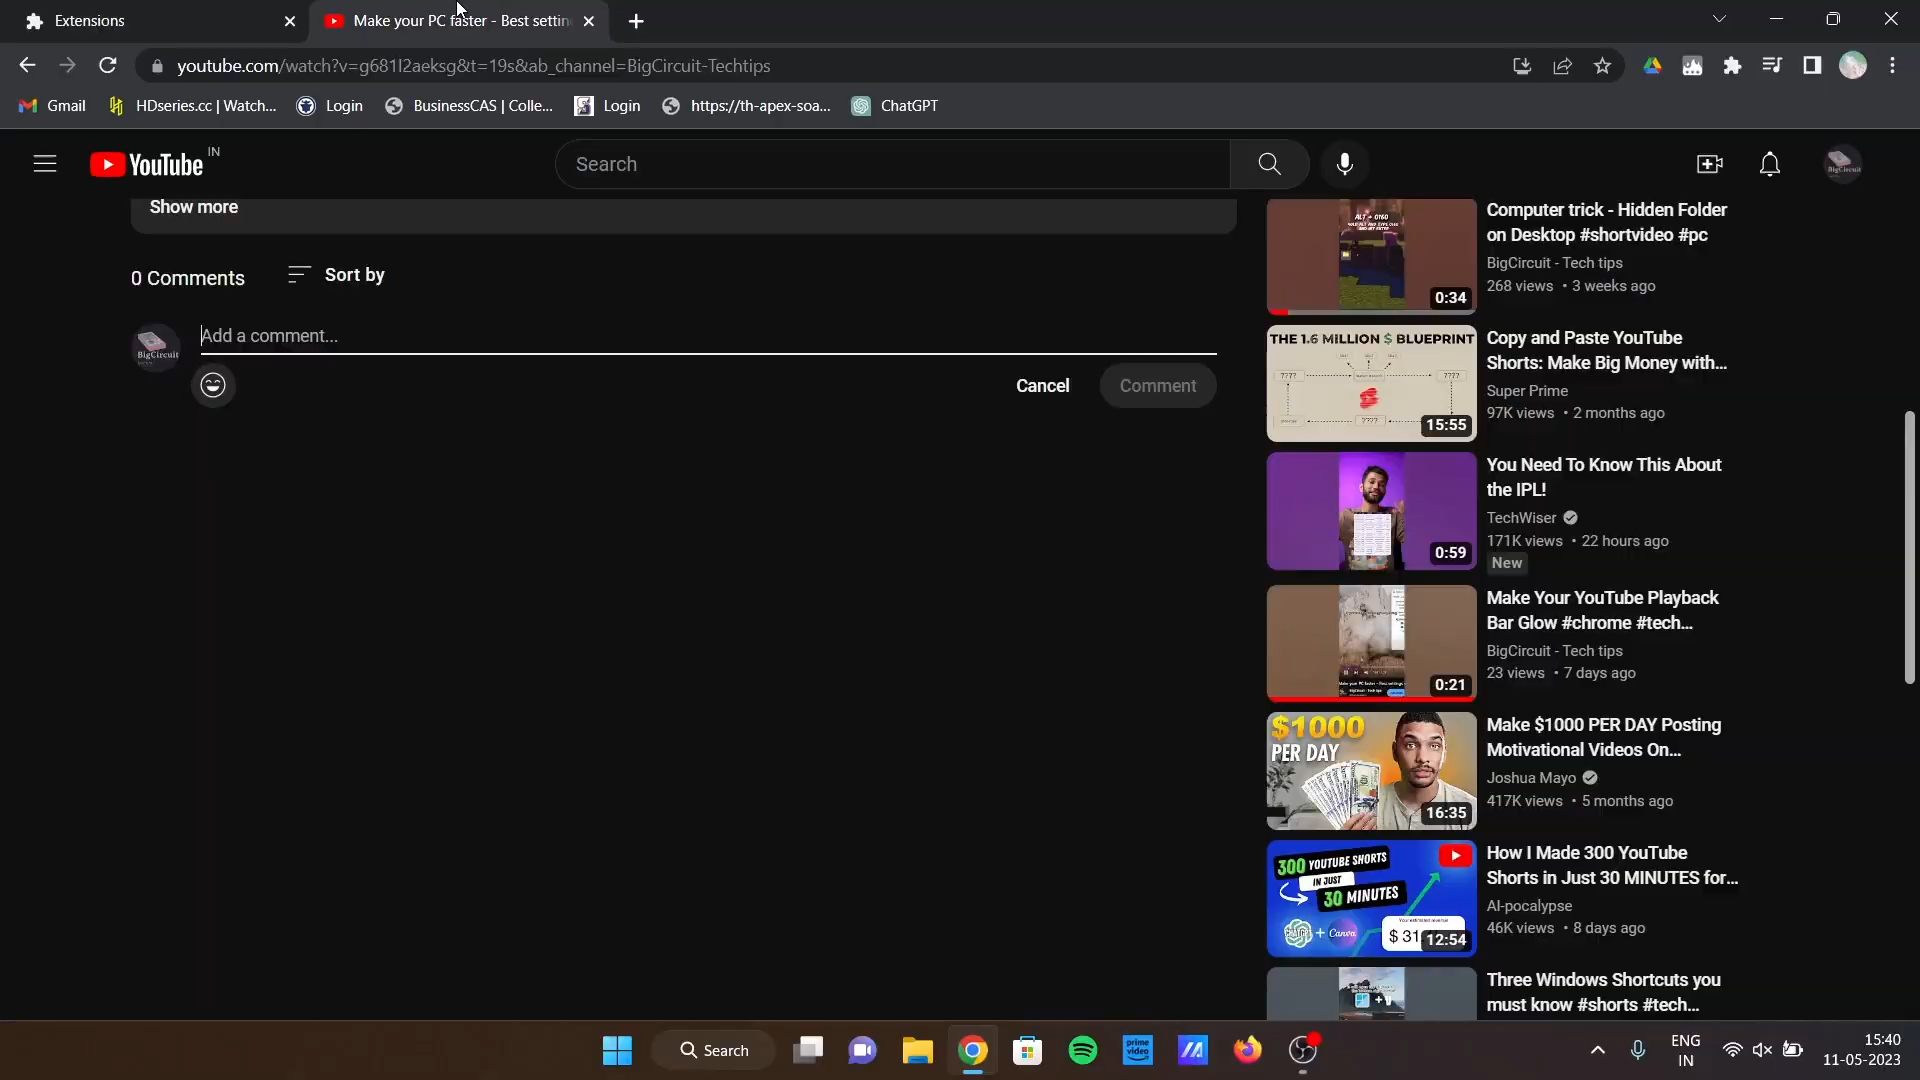 Extensions
Make your PC faster - Best settin
youtube.com/watch?v=g681I2aeksg&t=19s&ab_channel=BigCircuit-Techtips
Gmail
HDseries.cc | Watch...
Login
BusinessCAS | Colle...
Login
https://th-apex-soa...
ChatGPT
YouTube IN
Search
BigCircuit
Show more
0 Comments
Sort by
BigCircuit
Add a comment...
Cancel
Comment
ALT + 0160
0:34
Computer trick - Hidden Folder
on Desktop #shortvideo #pc
BigCircuit - Tech tips
268 views • 3 weeks ago
THE 1.6 MILLION $ BLUEPRINT
????
????
????
15:55
Copy and Paste YouTube
Shorts: Make Big Money with...
Super Prime
97K views • 2 months ago
0:59
You Need To Know This About
the IPL!
TechWiser
171K views • 22 hours ago
New
0:21
Make Your YouTube Playback
Bar Glow #chrome #tech...
BigCircuit - Tech tips
23 views • 7 days ago
$1000
PER DAY
16:35
Make $1000 PER DAY Posting
Motivational Videos On...
Joshua Mayo
417K views • 5 months ago
300 YOUTUBE SHORTS
IN JUST
30 MINUTES
Canva
$ 31
12:54
How I Made 300 YouTube
Shorts in Just 30 MINUTES for...
AI-pocalypse
46K views • 8 days ago
Three Windows Shortcuts you
must know #shorts #tech...
Search
prime
video
ENG
IN
15:40
11-05-2023